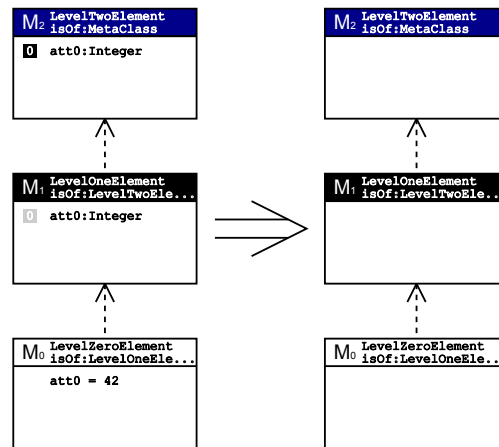 M2 LevelTwoElement
isOf:MetaClass
0 att0:Integer
M1 LevelOneElement
isOf:LevelTwoEle...
0 att0:Integer
M0 LevelZeroElement
isOf:LevelOneEle...
att0 = 42
M2 LevelTwoElement
isOf:MetaClass
M1 LevelOneElement
isOf:LevelTwoEle...
M0 LevelZeroElement
isOf:LevelOneEle...